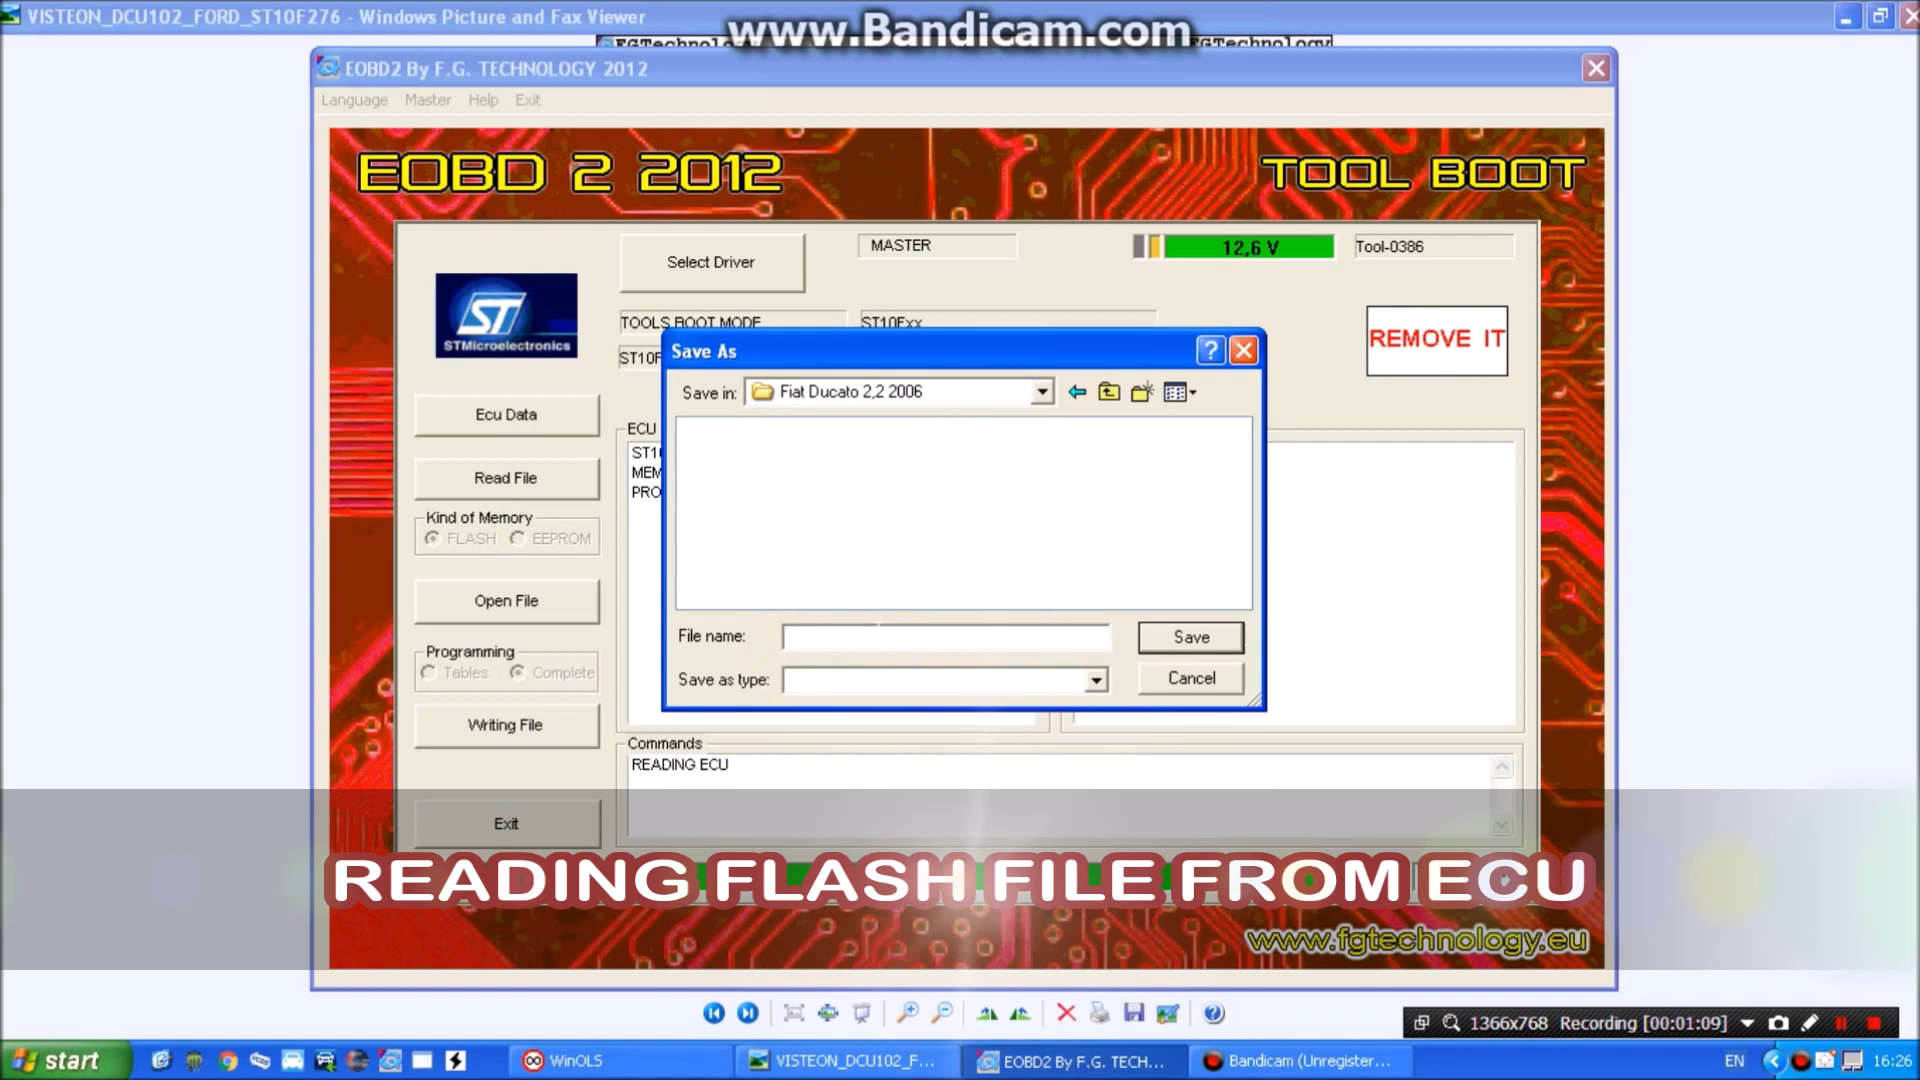 VISTEON_DCU102_FORD_ST10F276 - Windows Picture and Fax Viewer
www.Bandicam.com
EOBD2 By F.G. TECHNOLOGY 2012
Language Master Help Exit
EOBD 2 2012
TOOL BOOT
Select Driver
MASTER
12,6 V
Tool-0386
ST
STMicroelectronics
TOOLS BOOT MODE
ST10Fxx
REMOVE IT
ST10F
Save As
Save in: Fiat Ducato 2,2 2006
Ecu Data
ECU
ST10
MEM
PRO
Read File
Kind of Memory
FLASH EEPROM
Open File
File name:
Save
Save as type:
Cancel
Programming
Tables Complete
Writing File
Commands
READING ECU
Exit
READING FLASH FILE FROM ECU
www.fgtechnology.eu
1366x768 Recording [00:01:09]
start
WinOLS
VISTEON_DCU102_F...
EOBD2 By F.G. TECH...
Bandicam (Unregister...
EN
16:26